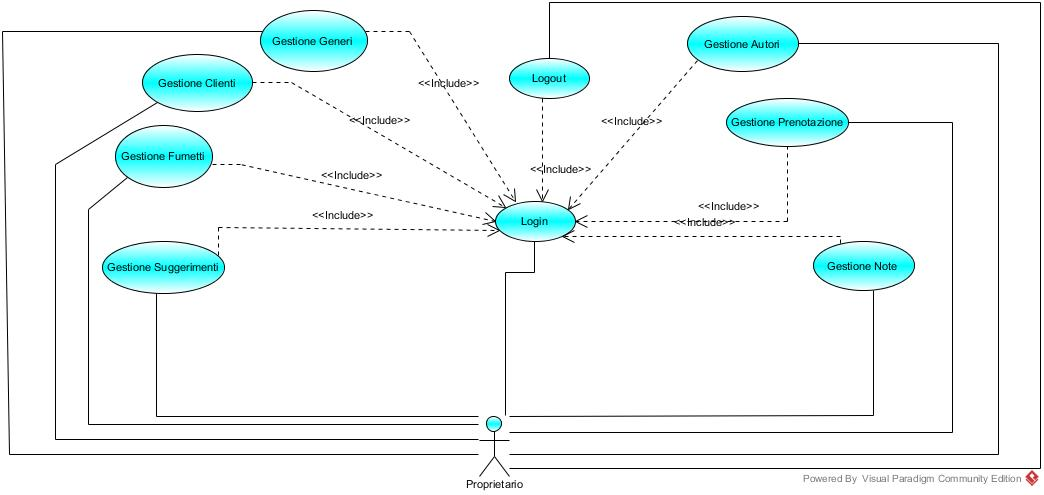 Gestione Generi
Logout
Gestione Autori
Gestione Clienti
<<Include>>
<<Include>>
<<Include>>
Gestione Prenotazione
Gestione Fumetti
<<Include>>
<<Include>>
<<Include>>
<<Include>>
Login
<<Include>>
Gestione Suggerimenti
Gestione Note
Proprietario
Powered By Visual Paradigm Community Edition